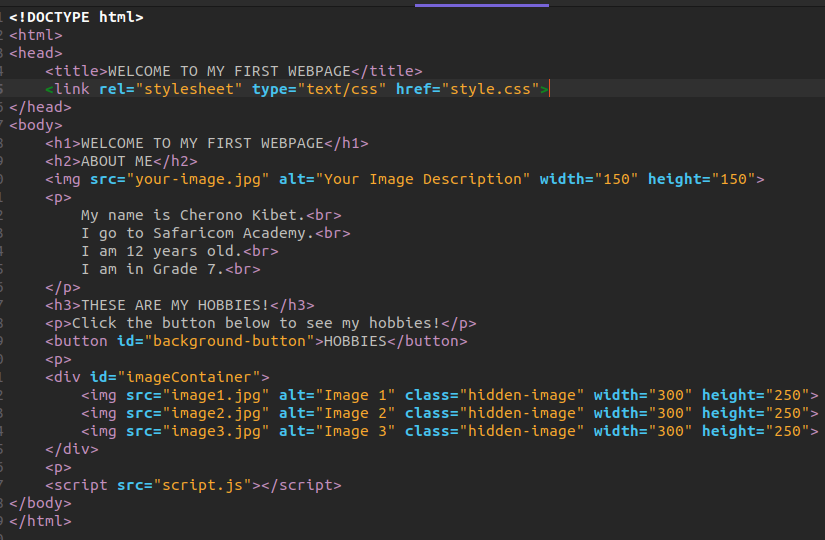 <!DOCTYPE html>
<html>
<head>
    <title>WELCOME TO MY FIRST WEBPAGE</title>
    <link rel="stylesheet" type="text/css" href="style.css">
</head>
<body>
    <h1>WELCOME TO MY FIRST WEBPAGE</h1>
    <h2>ABOUT ME</h2>
    <img src="your-image.jpg" alt="Your Image Description" width="150" height="150">
    <p>
        My name is Cherono Kibet.<br>
        I go to Safaricom Academy.<br>
        I am 12 years old.<br>
        I am in Grade 7.<br>
    </p>
    <h3>THESE ARE MY HOBBIES!</h3>
    <p>Click the button below to see my hobbies!</p>
    <button id="background-button">HOBBIES</button>
    <p>
    <div id="imageContainer">
        <img src="image1.jpg" alt="Image 1" class="hidden-image" width="300" height="250">
        <img src="image2.jpg" alt="Image 2" class="hidden-image" width="300" height="250">
        <img src="image3.jpg" alt="Image 3" class="hidden-image" width="300" height="250">
    </div>
    <p>
    <script src="script.js"></script>
</body>
</html>